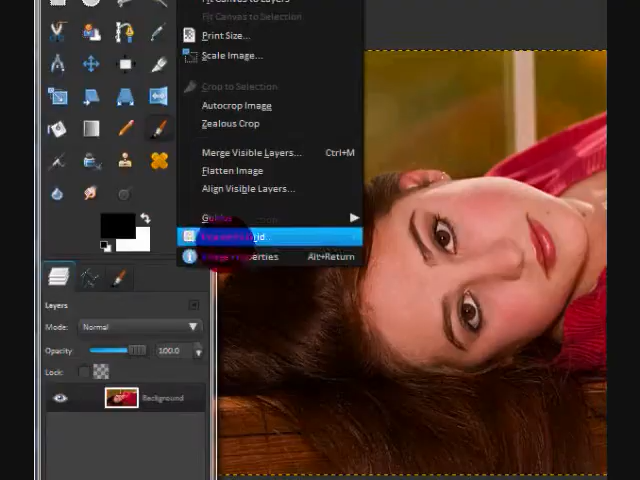 Fit Canvas to Layers
Fit Canvas to Selection
Print Size...
Scale Image...
Crop to Selection
Autocrop Image
Zealous Crop
Merge Visible Layers... Ctrl+M
Flatten Image
Align Visible Layers...
Guides
Image Properties Alt+Return
Layers
Mode: Normal
Opacity: 100.0
Lock:
Background